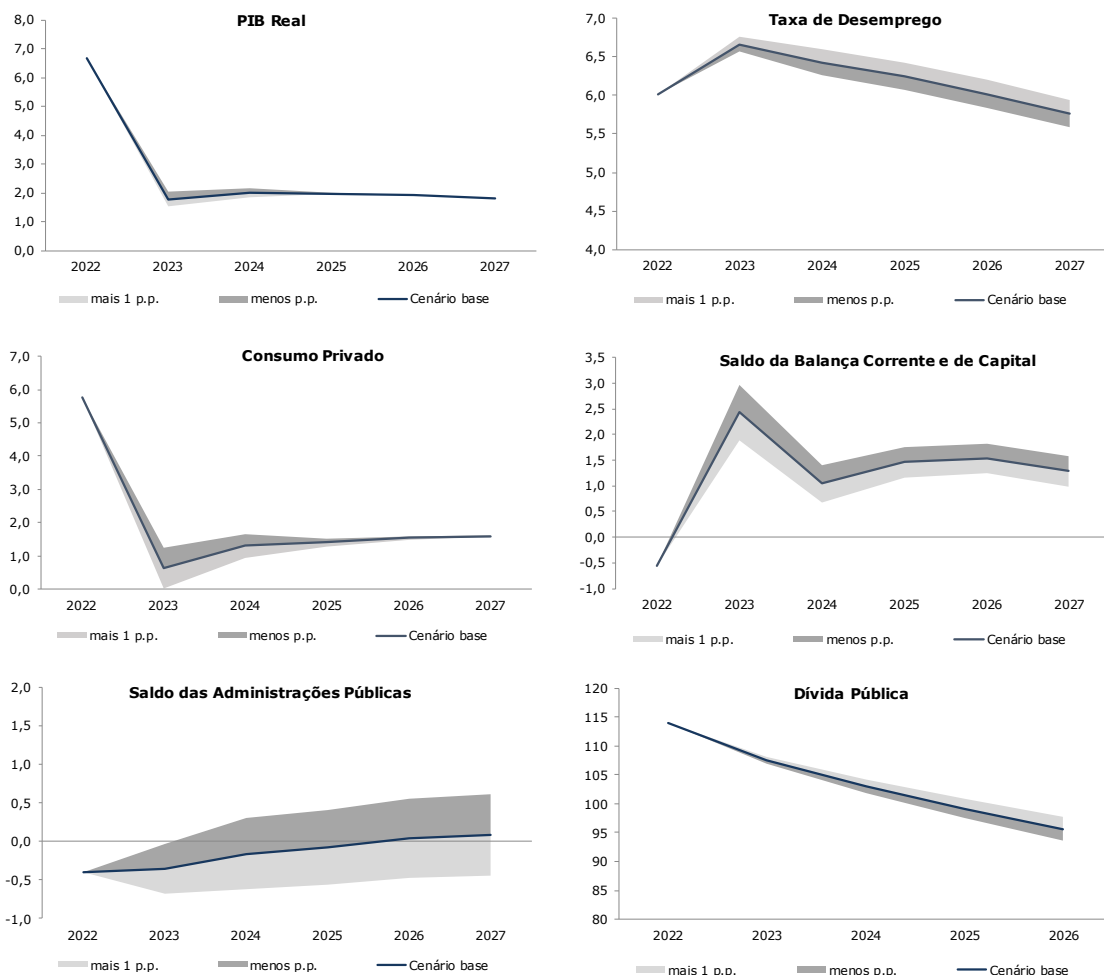 PIB Real
8,0
7,0
6,0
5,0
4,0
3,0
2,0
1,0
0,0
2022 2023 2024 2025 2026 2027
mais 1 p.p. menos p.p. Cenário base
Taxa de Desemprego
7,0
6,5
6,0
5,5
5,0
4,5
4,0
2022 2023 2024 2025 2026 2027
mais 1 p.p. menos p.p. Cenário base
Consumo Privado
7,0
6,0
5,0
4,0
3,0
2,0
1,0
0,0
2022 2023 2024 2025 2026 2027
mais 1 p.p. menos p.p. Cenário base
Saldo da Balança Corrente e de Capital
3,5
3,0
2,5
2,0
1,5
1,0
0,5
0,0
-0,5
-1,0
2022 2023 2024 2025 2026 2027
mais 1 p.p. menos p.p. Cenário base
Saldo das Administrações Públicas
2,0
1,5
1,0
0,5
0,0
-0,5
-1,0
2022 2023 2024 2025 2026 2027
mais 1 p.p. menos p.p. Cenário base
Dívida Pública
120
115
110
105
100
95
90
85
80
2022 2023 2024 2025 2026
mais 1 p.p. menos p.p. Cenário base